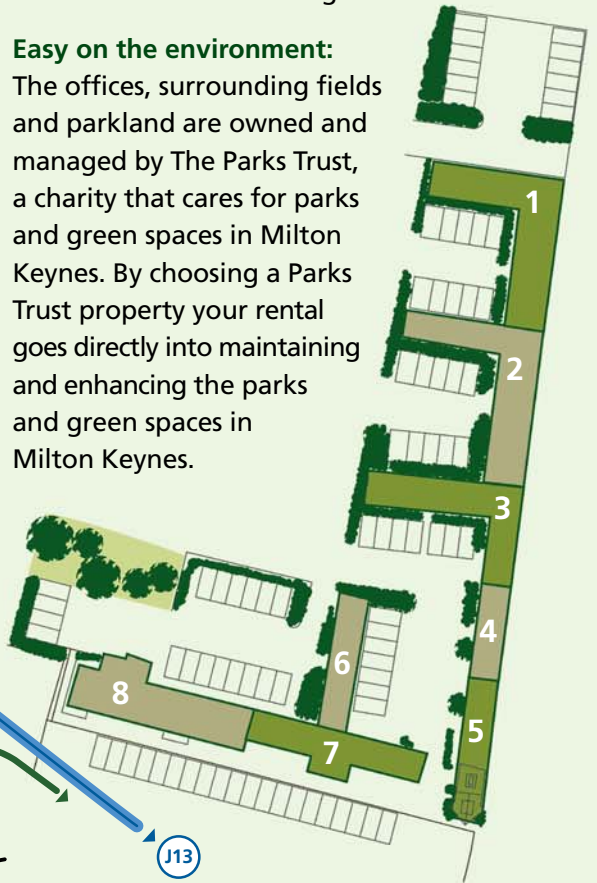 Easy on the environment:
The offices, surrounding fields
and parkland are owned and
managed by The Parks Trust,
a charity that cares for parks
and green spaces in Milton
Keynes. By choosing a Parks
Trust property your rental
goes directly into maintaining
and enhancing the parks
and green spaces in
Milton Keynes.
1
2
3
4
5
6
7
8
J13